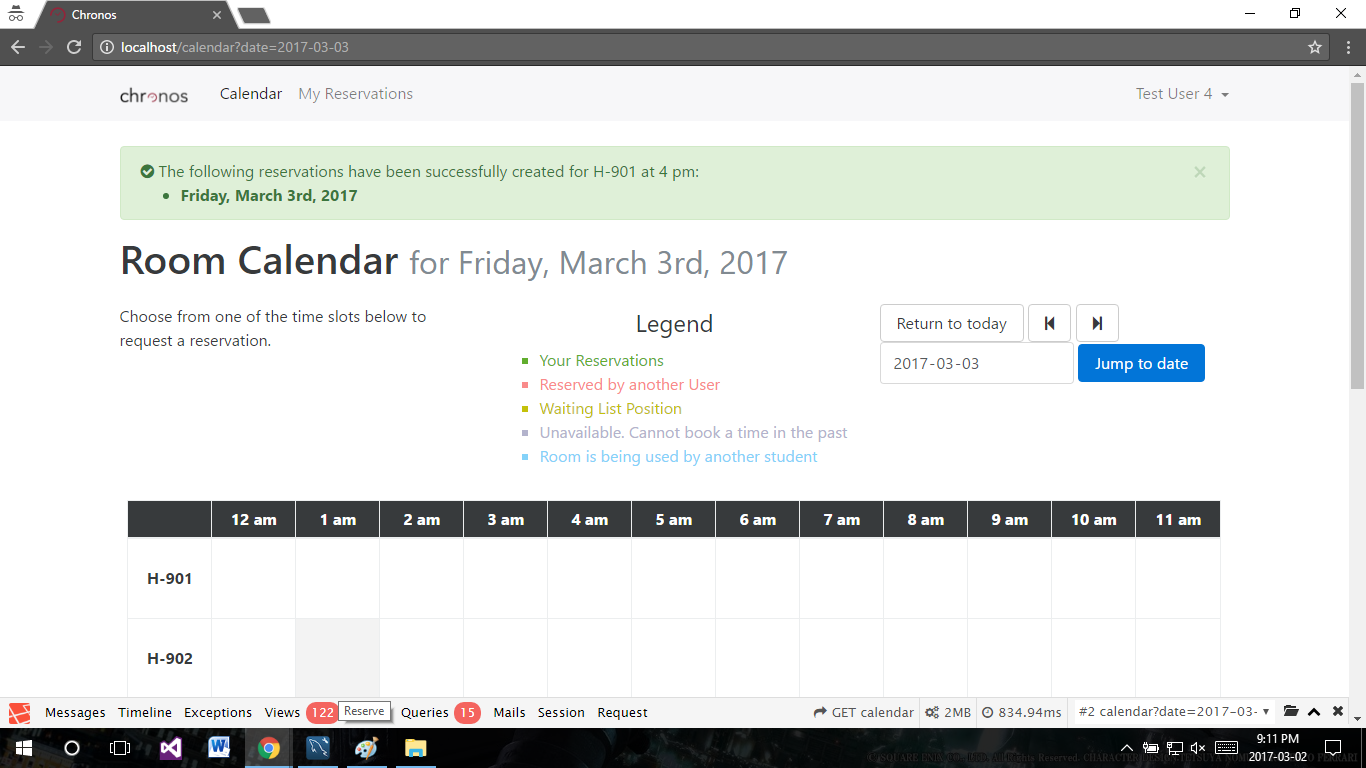 Chronos
localhost/calendar?date=2017-03-03
chronos Calendar My Reservations Test User 4
The following reservations have been successfully created for H-901 at 4 pm:
Friday, March 3rd, 2017
×
Room Calendar for Friday, March 3rd, 2017
Choose from one of the time slots below to
request a reservation.
Legend
Your Reservations
Reserved by another User
Waiting List Position
Unavailable. Cannot book a time in the past
Room is being used by another student
Return to today
2017-03-03 Jump to date
12 am 1 am 2 am 3 am 4 am 5 am 6 am 7 am 8 am 9 am 10 am 11 am
H-901
H-902
Messages Timeline Exceptions Views 122 Reserve Queries 15 Mails Session Request GET calendar 2MB 834.94ms #2 calendar?date=2017-03-
9:11 PM
2017-03-02